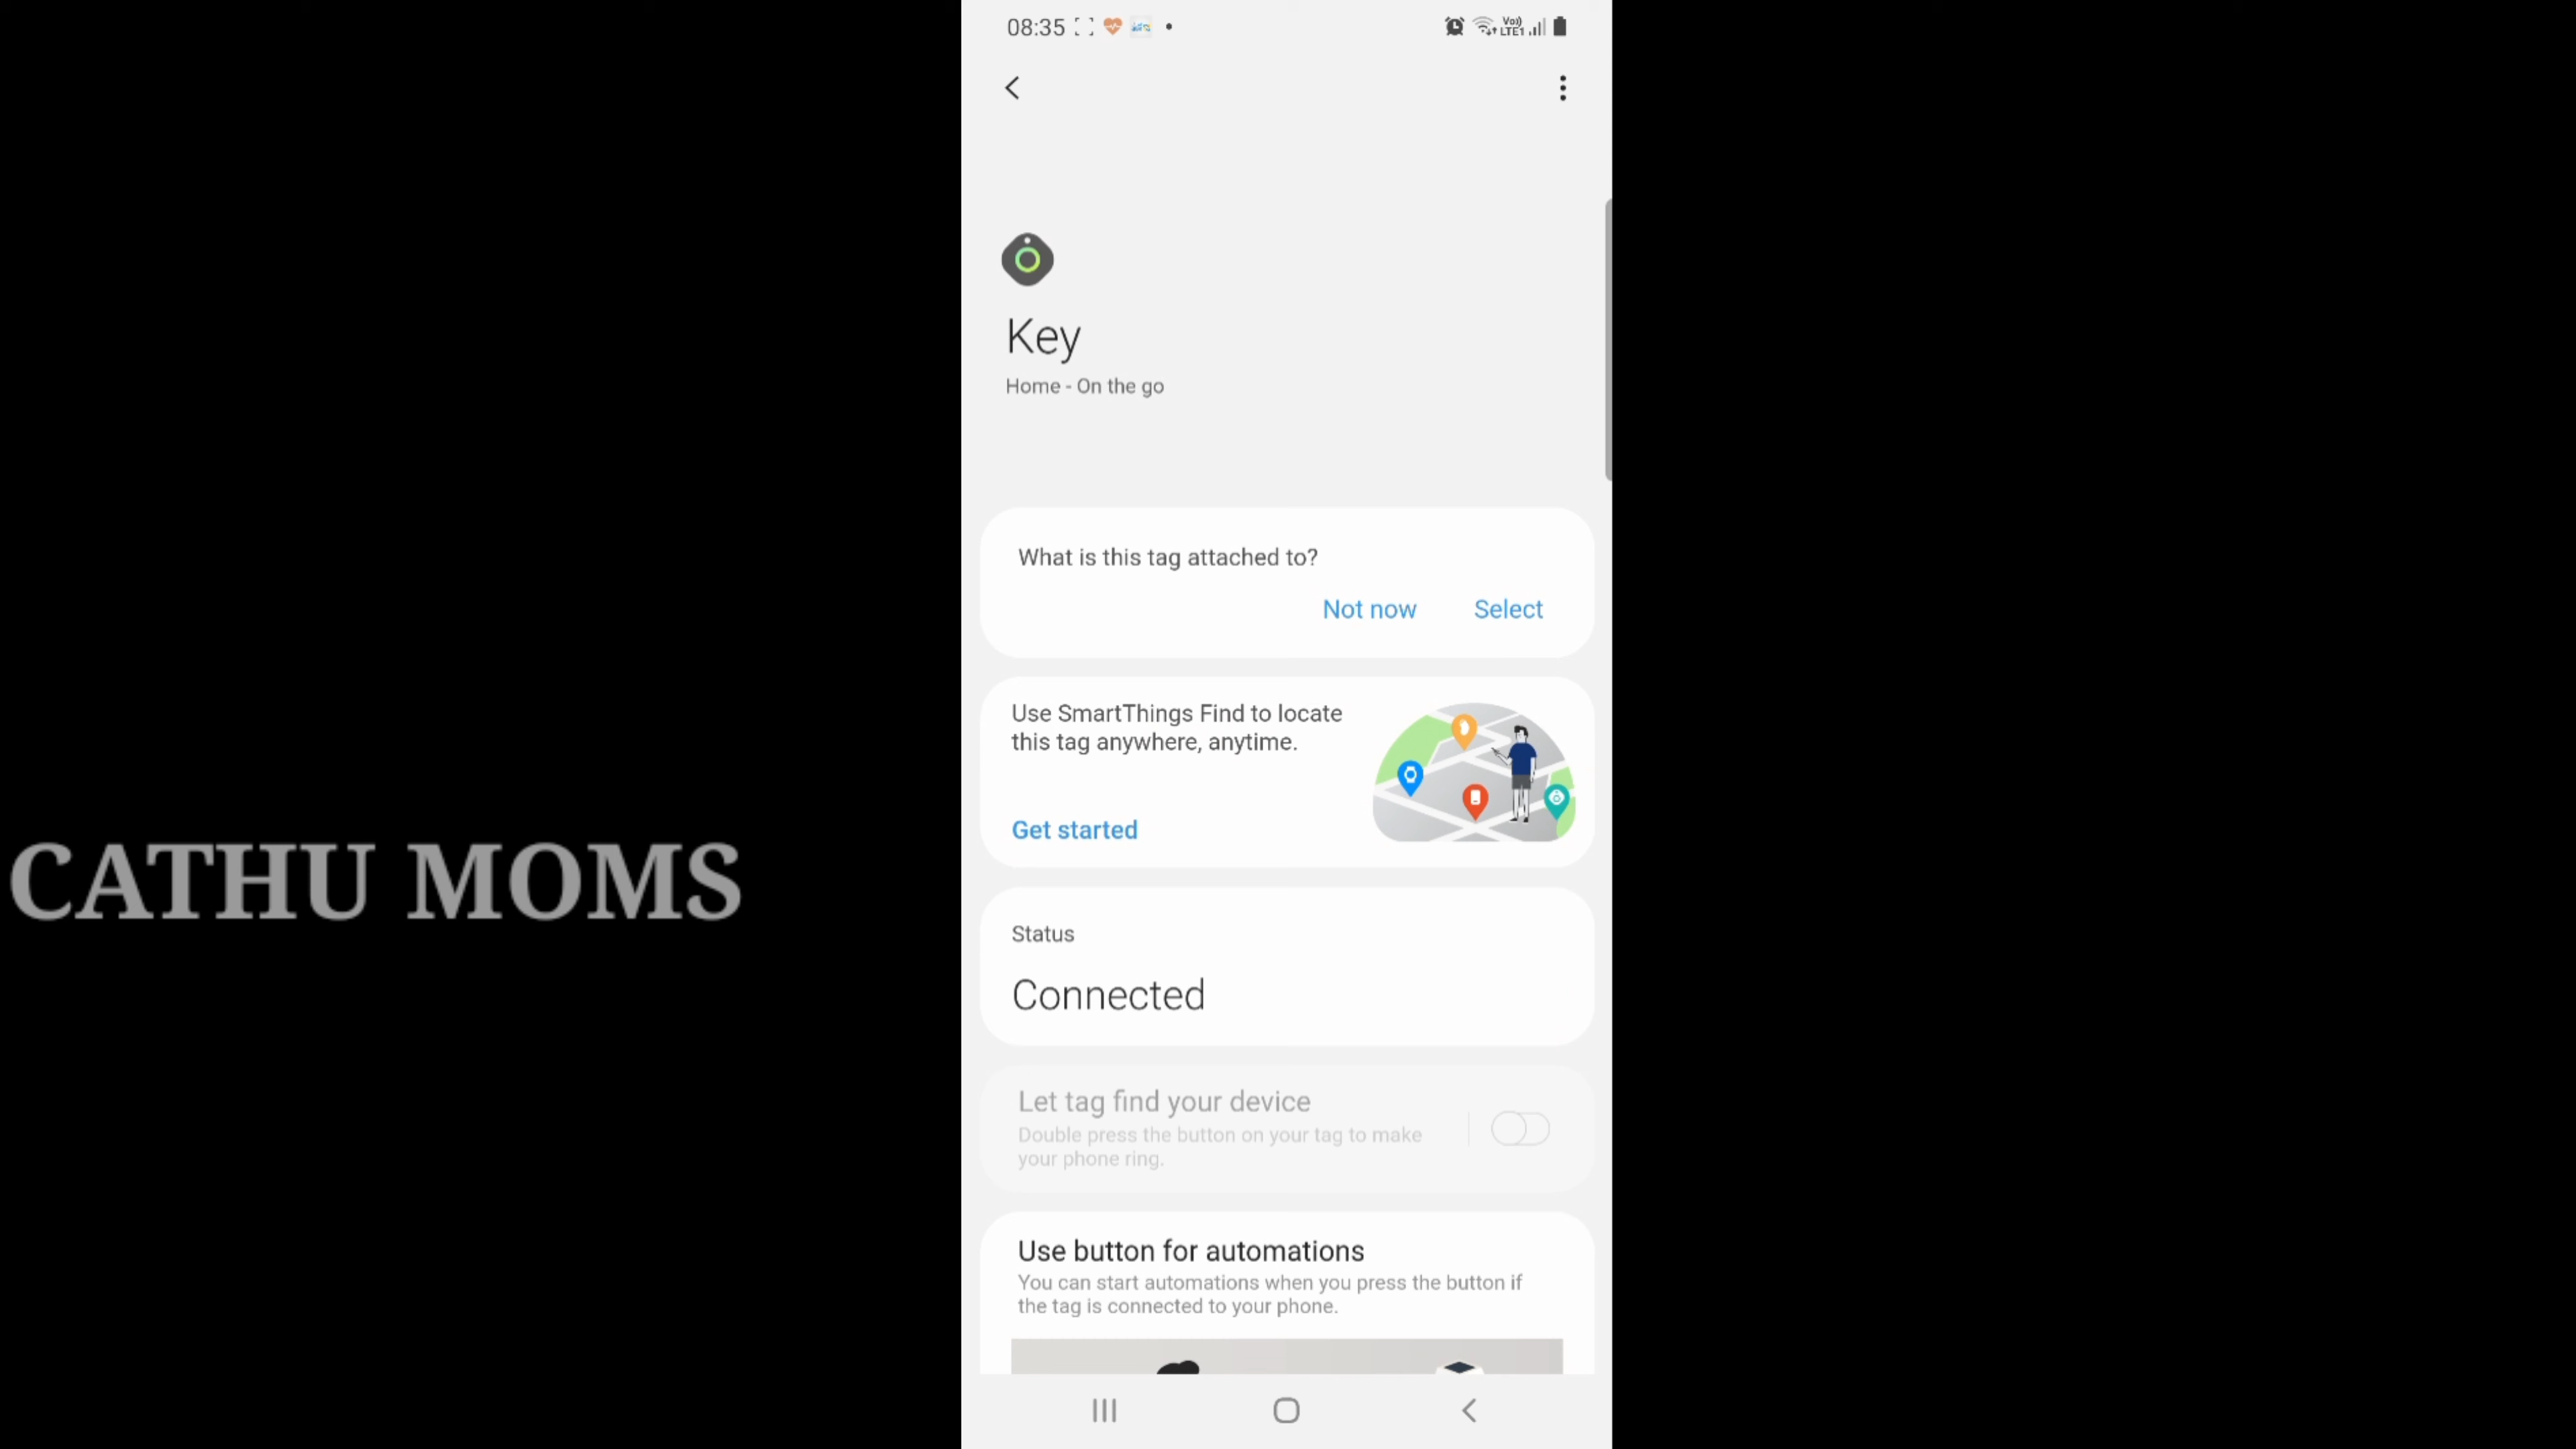 08:35
Vo))
LTE1
Key
Home - On the go
What is this tag attached to?
Not now Select
Use SmartThings Find to locate
this tag anywhere, anytime.
Get started
CATHU MOMS
Status
Connected
Let tag find your device
Double press the button on your tag to make
your phone ring.
Use button for automations
You can start automations when you press the button if
the tag is connected to your phone.